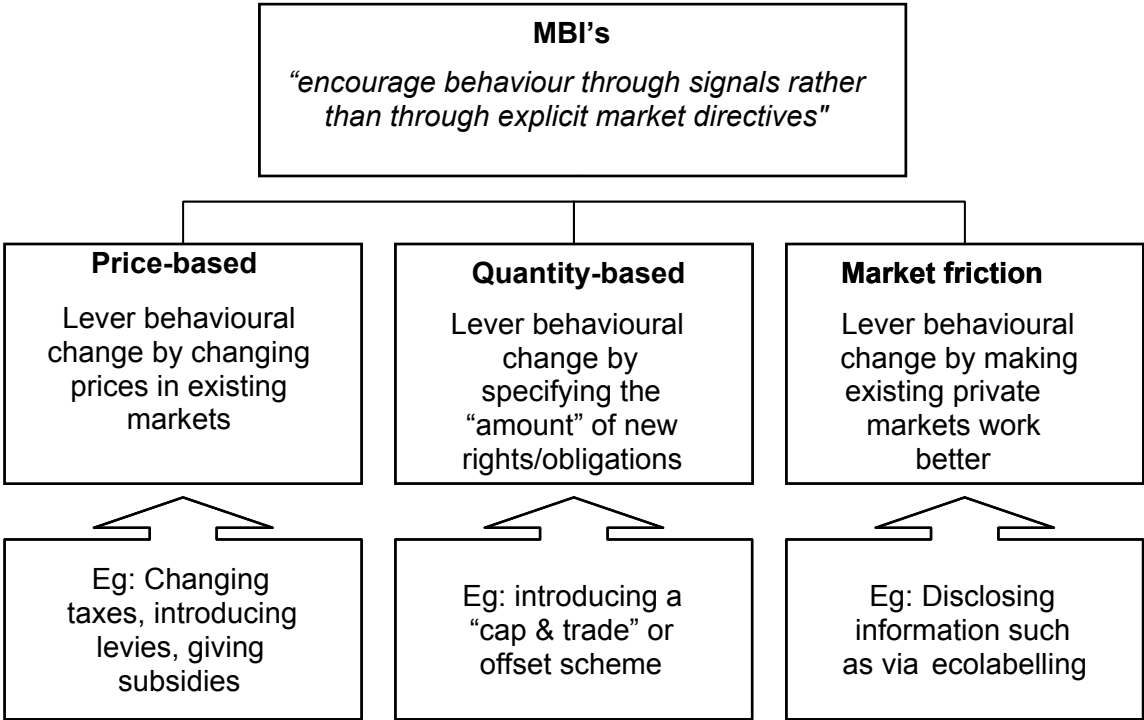 MBI's
“encourage behaviour through signals rather
than through explicit market directives"
Price-based
Lever behavioural
change by changing
prices in existing
markets
Quantity-based
Lever behavioural
change by
specifying the
“amount” of new
rights/obligations
Market friction
Lever behavioural
change by making
existing private
markets work
better
Eg: Changing
taxes, introducing
levies, giving
subsidies
Eg: introducing a
“cap & trade” or
offset scheme
Eg: Disclosing
information such
as via ecolabelling